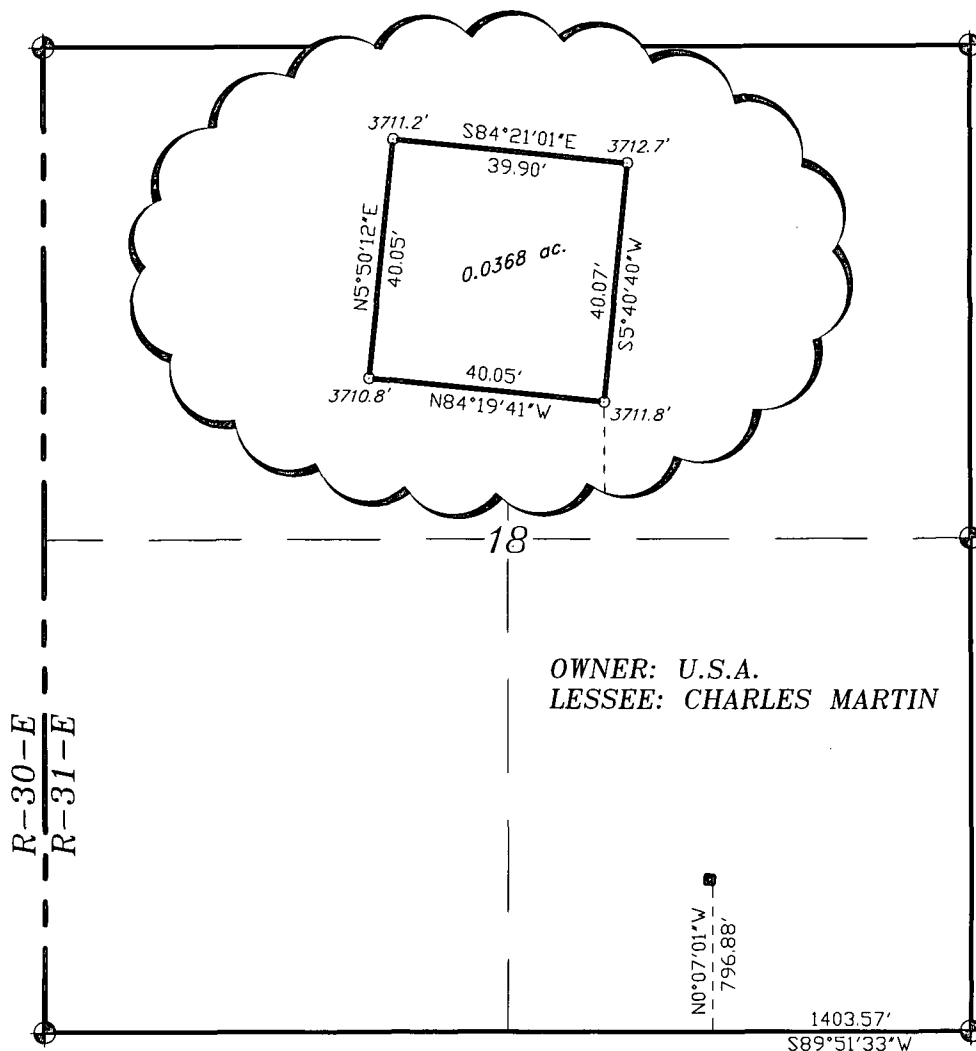 3711.2'
S84°21'01"E
3712.7'
39.90'
N5°50'12"E
40.05'
0.0368 ac.
40.07'
S5°40'40"W
40.05'
3710.8'
N84°19'41"W
3711.8'
18
OWNER: U.S.A.
LESSEE: CHARLES MARTIN
R-30-E
R-31-E
N0°07'01"W
796.88'
1403.57'
S89°51'33"W